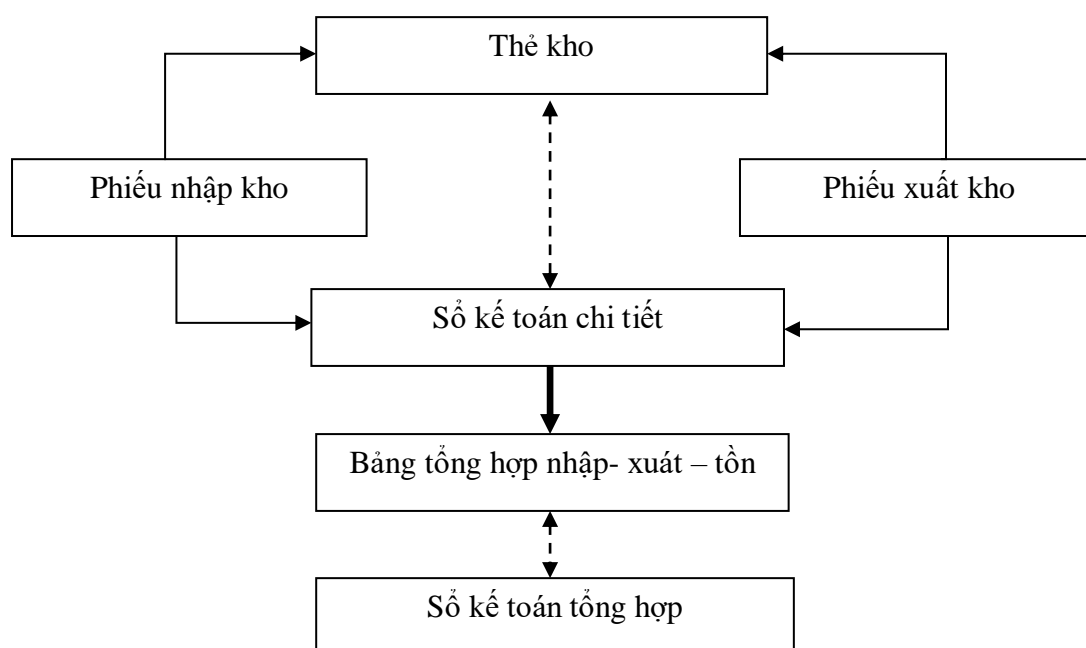 Thẻ kho
Phiếu nhập kho
Phiếu xuất kho
Sổ kế toán chi tiết
Bảng tổng hợp nhập- xuát – tồn
Sổ kế toán tổng hợp